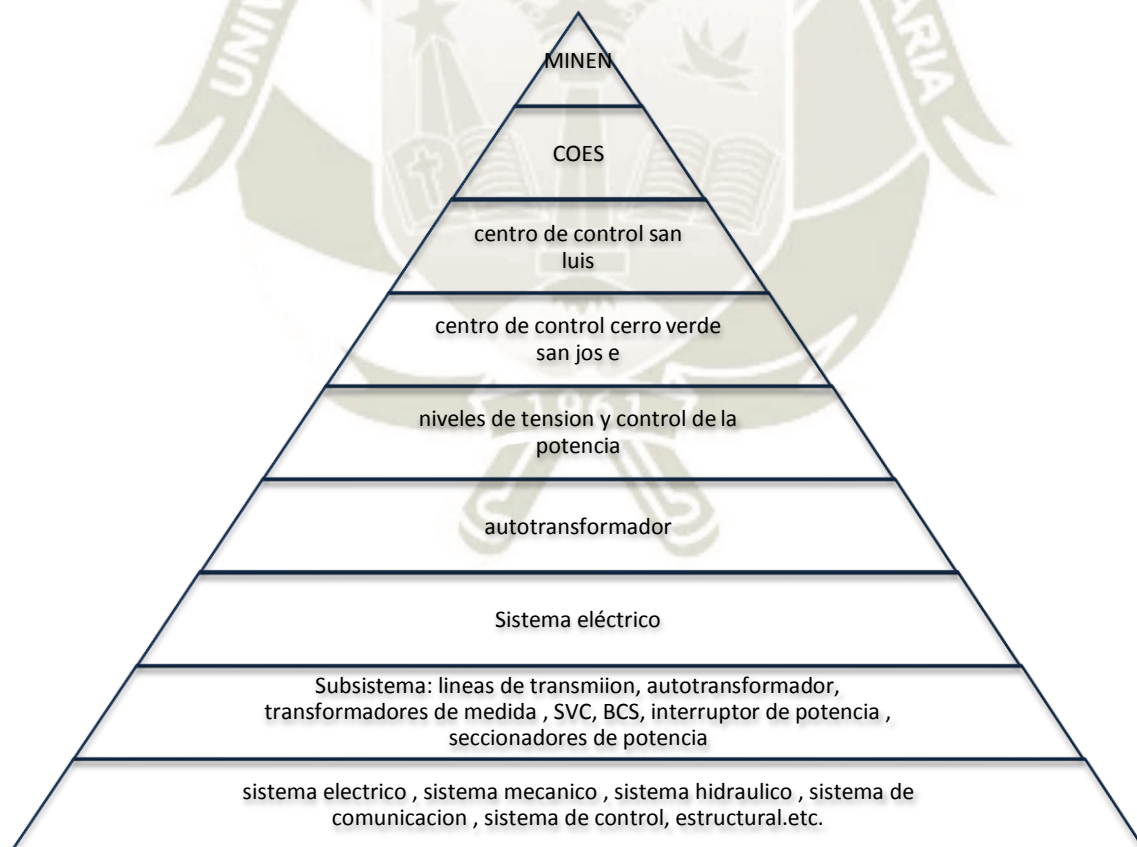 MINEN
COES
centro de control san
luis
centro de control cerro verde
san jos e
niveles de tension y control de la
potencia
autotransformador
Sistema eléctrico
Subsistema: lineas de transmiion, autotransformador,
transformadores de medida , SVC, BCS, interruptor de potencia ,
seccionadores de potencia
sistema electrico , sistema mecanico , sistema hidraulico , sistema de
comunicacion , sistema de control, estructural.etc.
1961